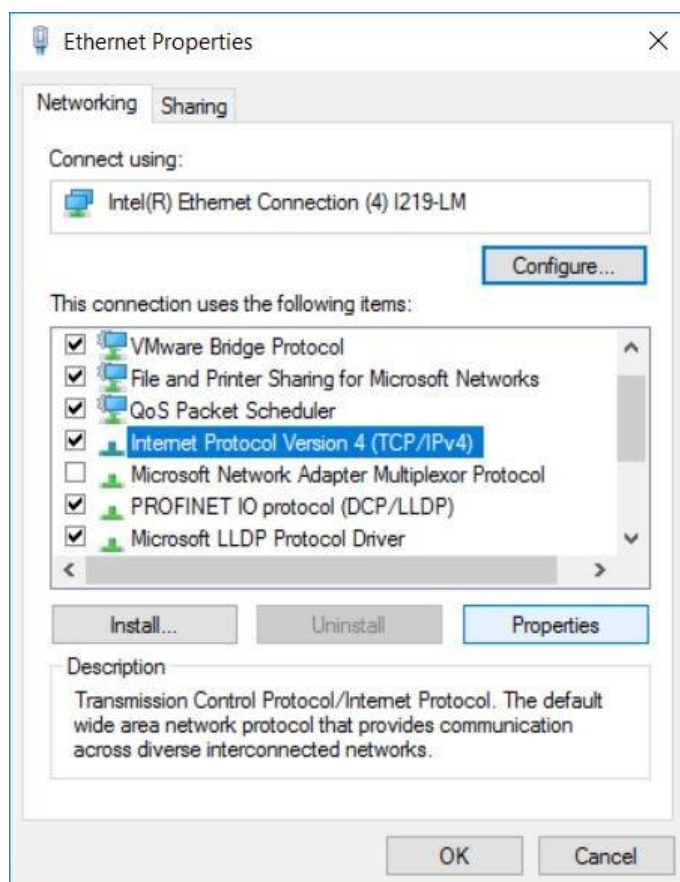 Ethernet Properties
Networking
Sharing
Connect using:
Intel(R) Ethernet Connection (4) I219-LM
Configure...
This connection uses the following items:
VMware Bridge Protocol
File and Printer Sharing for Microsoft Networks
QoS Packet Scheduler
Internet Protocol Version 4 (TCP/IPv4)
Microsoft Network Adapter Multiplexor Protocol
PROFINET IO protocol (DCP/LLDP)
Microsoft LLDP Protocol Driver
Install...
Uninstall
Properties
Description
Transmission Control Protocol/Internet Protocol. The default
wide area network protocol that provides communication
across diverse interconnected networks.
OK
Cancel